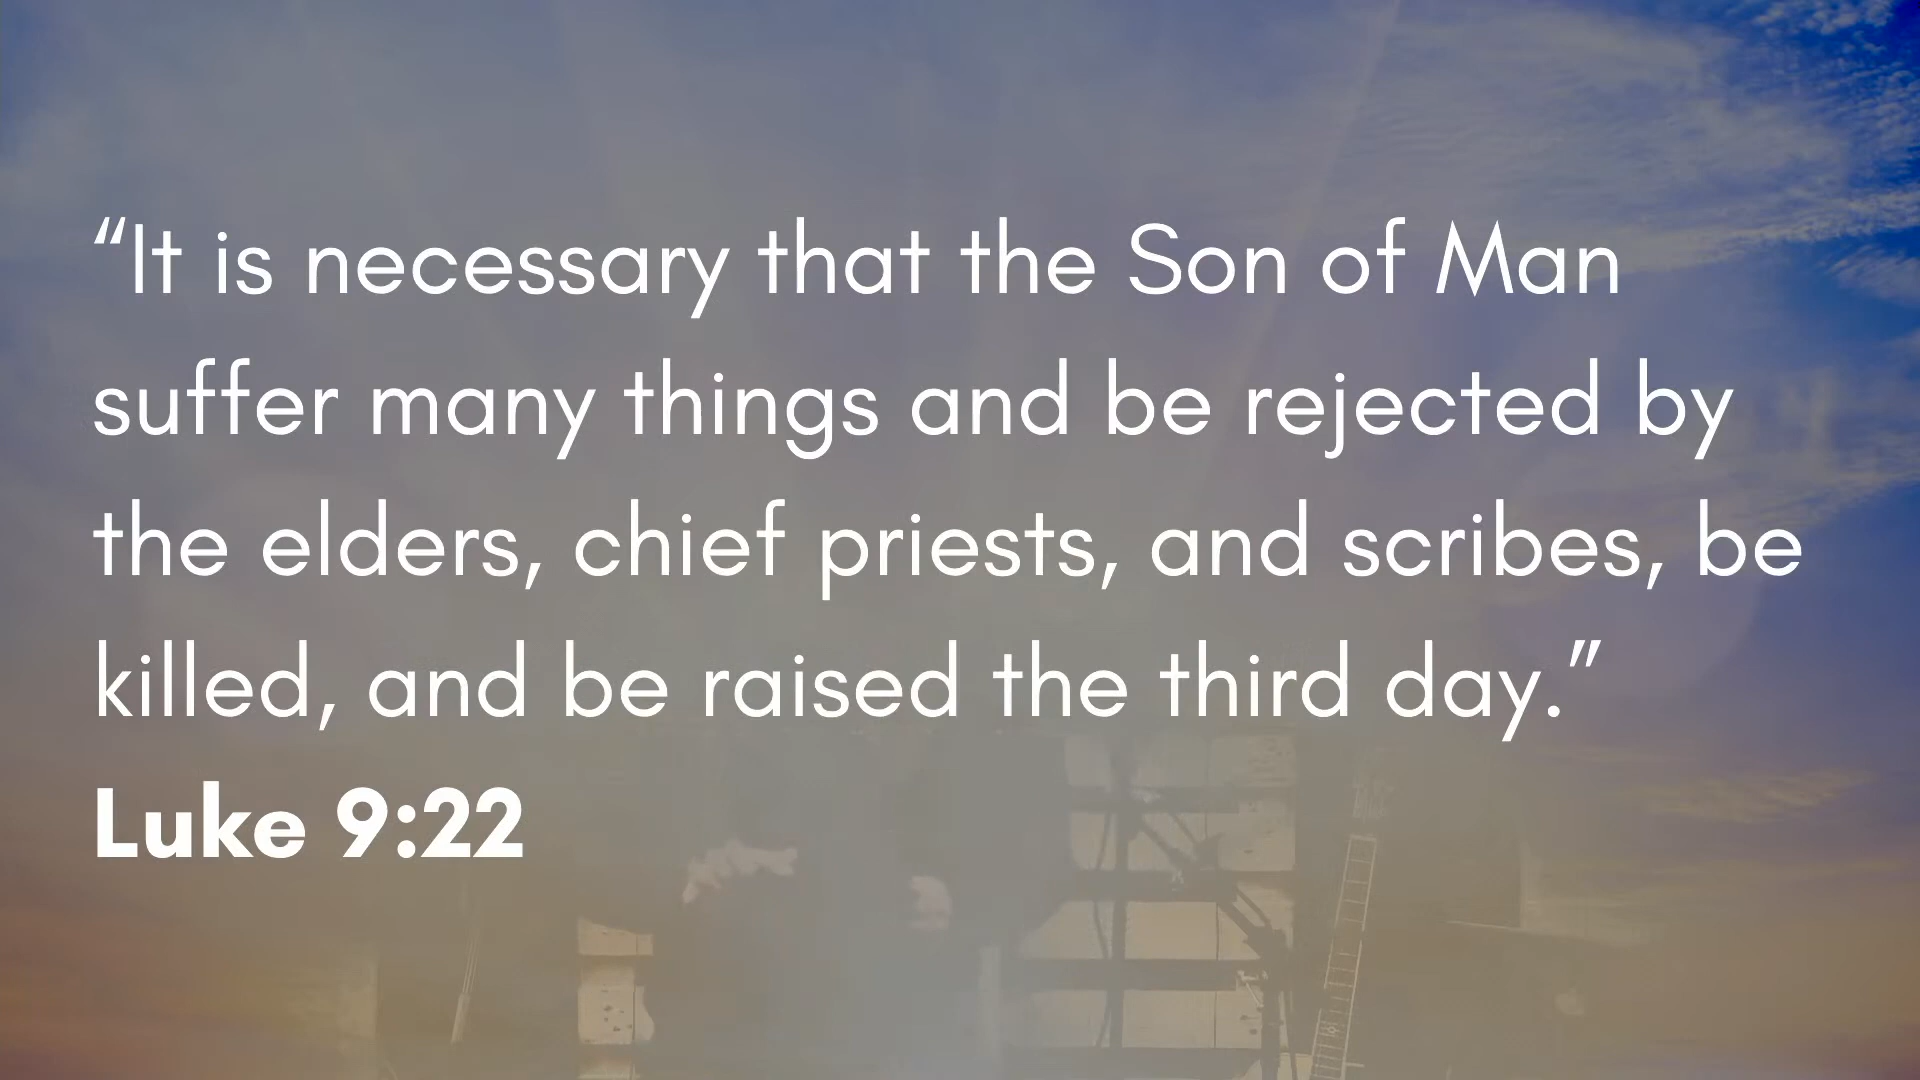 “It is necessary that the Son of Man
suffer many things and be rejected by
the elders, chief priests, and scribes, be
killed, and be raised the third day.”
Luke 9:22